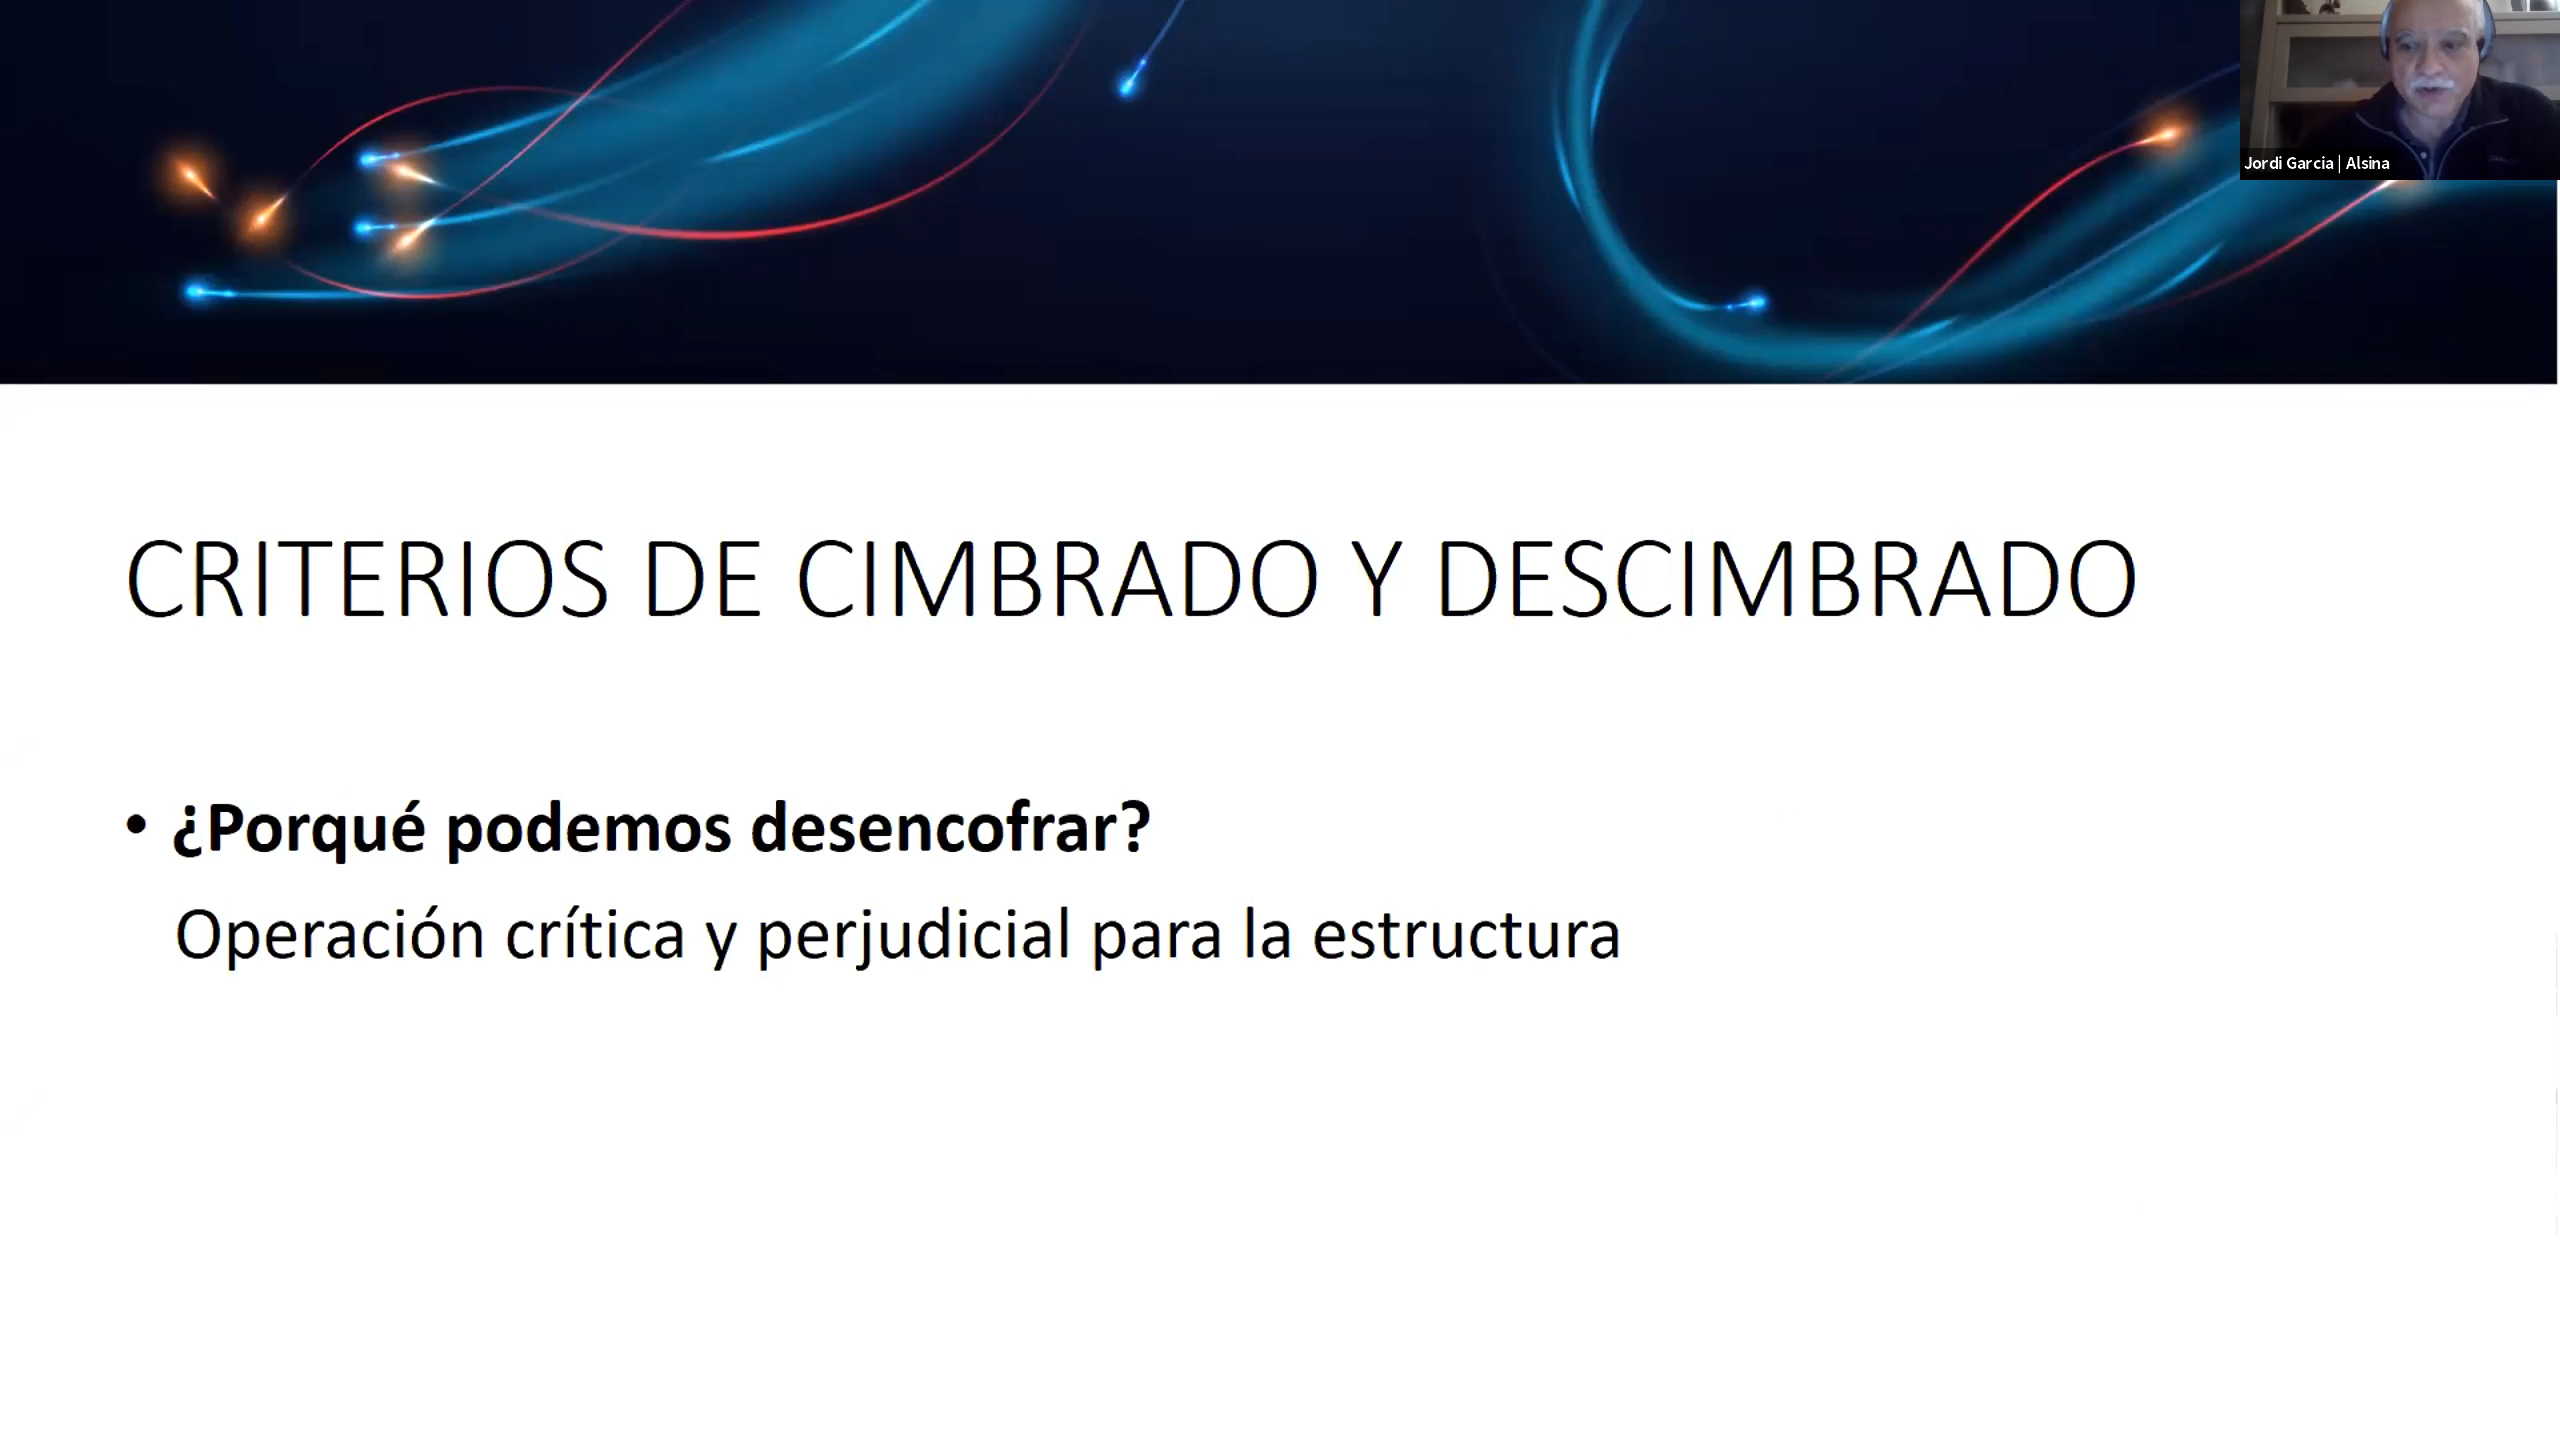 Jordi Garcia | Alsina
CRITERIOS DE CIMBRADO Y DESCIMBRADO
• ¿Porqué podemos desencofrar?
Operación crítica y perjudicial para la estructura